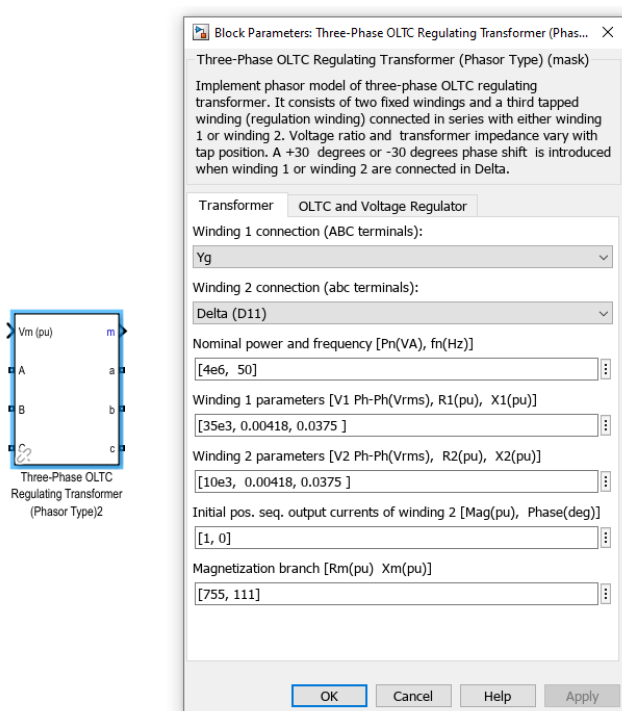 Block Parameters: Three-Phase OLTC Regulating Transformer (Phas...
Three-Phase OLTC Regulating Transformer (Phasor Type) (mask)
Implement phasor model of three-phase OLTC regulating
transformer. It consists of two fixed windings and a third tapped
winding (regulation winding) connected in series with either winding
1 or winding 2. Voltage ratio and transformer impedance vary with
tap position. A +30 degrees or -30 degrees phase shift is introduced
when winding 1 or winding 2 are connected in Delta.
Transformer
OLTC and Voltage Regulator
Winding 1 connection (ABC terminals):
Yg
Winding 2 connection (abc terminals):
Delta (D11)
Nominal power and frequency [Pn(VA), fn(Hz)]
[4e6, 50]
Winding 1 parameters [V1 Ph-Ph(Vrms), R1(pu), X1(pu)]
[35e3, 0.00418, 0.0375 ]
Winding 2 parameters [V2 Ph-Ph(Vrms), R2(pu), X2(pu)]
[10e3, 0.00418, 0.0375 ]
Initial pos. seq. output currents of winding 2 [Mag(pu), Phase(deg)]
[1, 0]
Magnetization branch [Rm(pu) Xm(pu)]
[755, 111]
OK
Cancel
Help
Apply
Vm (pu)
m
A
a
B
b
C
c
Three-Phase OLTC
Regulating Transformer
(Phasor Type)2